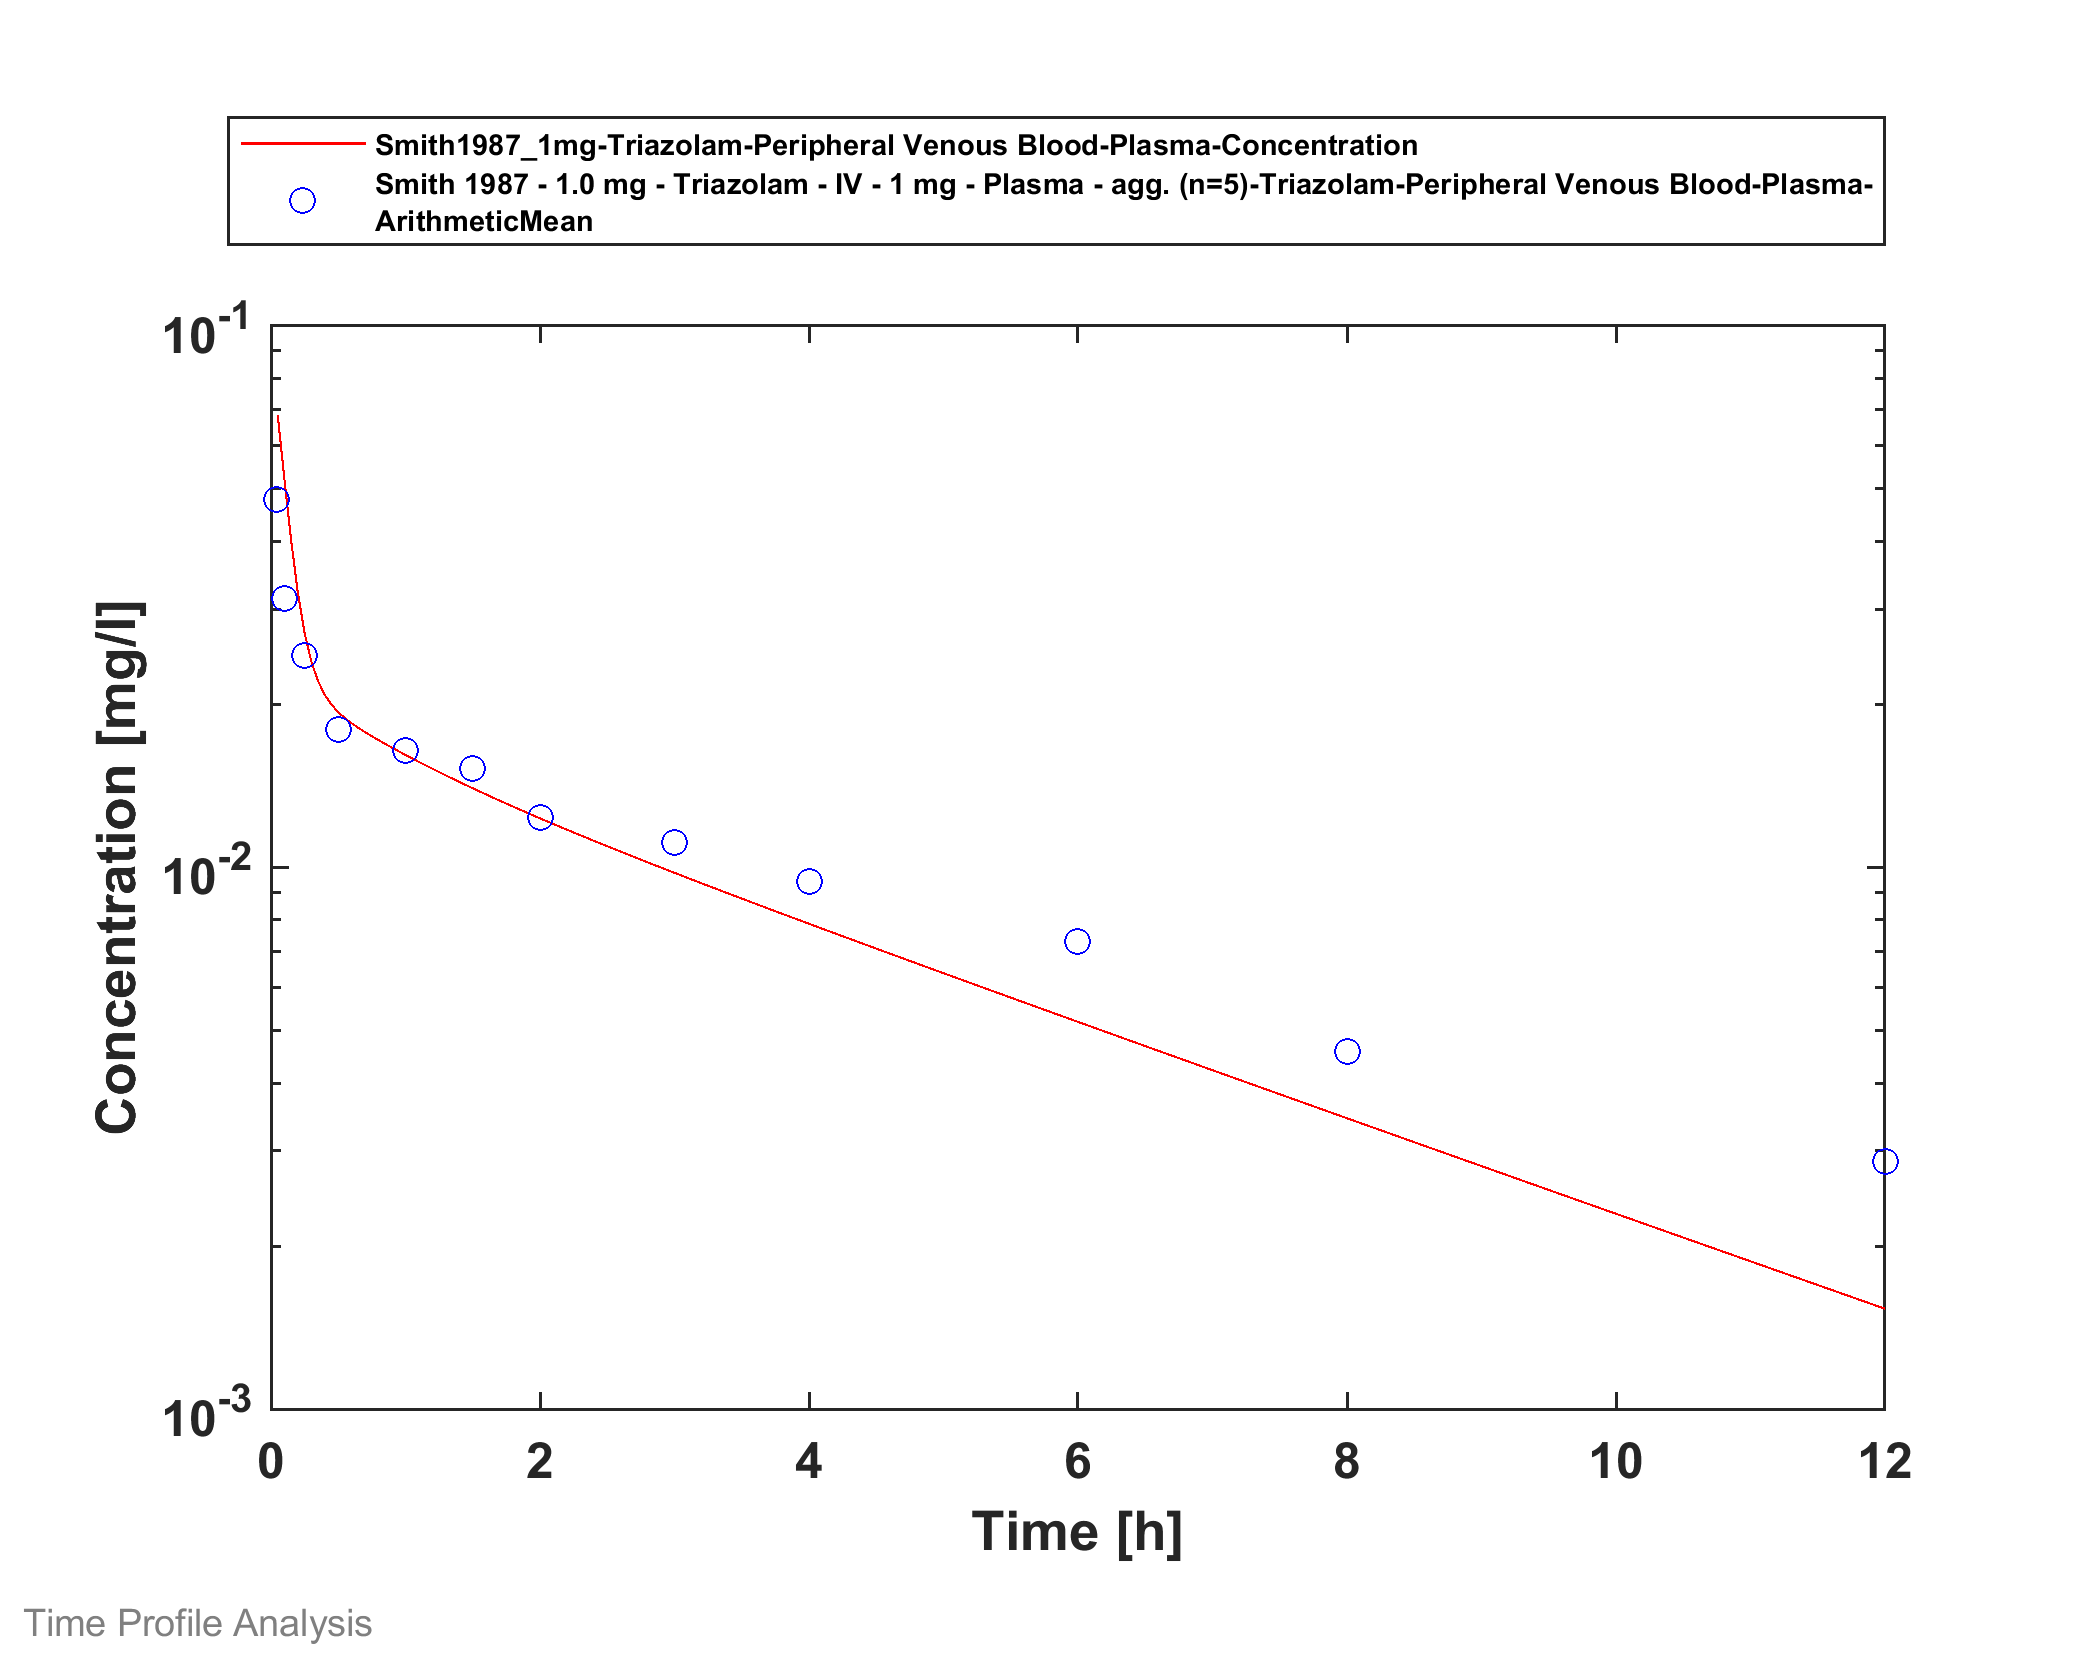 Smith1987_1mg-Triazolam-Peripheral Venous Blood-Plasma-Concentration
Smith 1987 - 1.0 mg - Triazolam - IV - 1 mg - Plasma - agg. (n=5)-Triazolam-Peripheral Venous Blood-Plasma-
ArithmeticMean
10^-1
10^-2
10^-3
Concentration [mg/l]
0 2 4 6 8 10 12
Time [h]
Time Profile Analysis